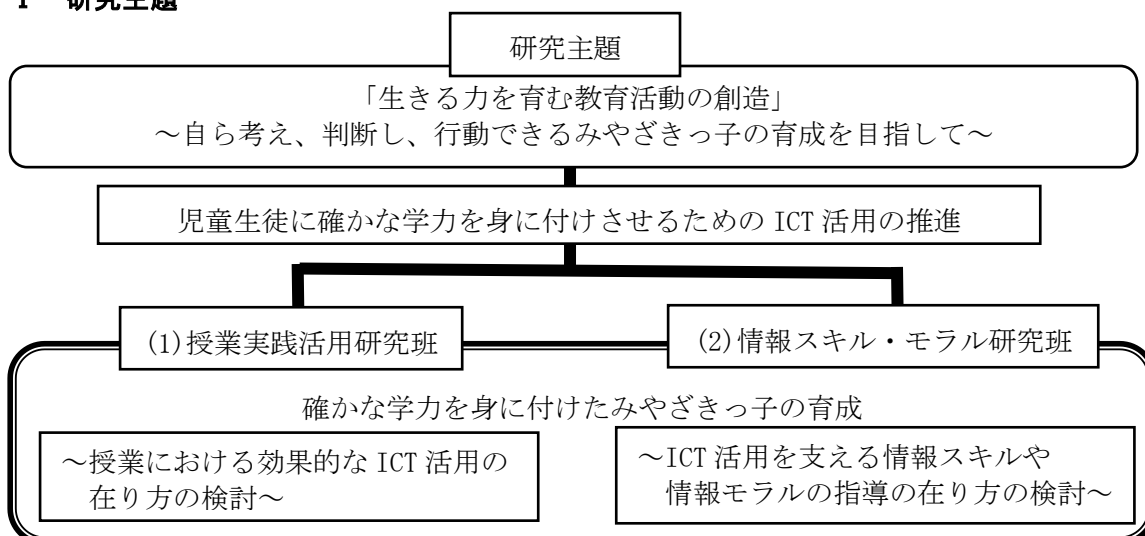 1 研究主題
研究主題
「生きる力を育む教育活動の創造」
～自ら考え、判断し、行動できるみやざきっ子の育成を目指して～
児童生徒に確かな学力を身に付けさせるための ICT 活用の推進
(1)授業実践活用研究班
(2)情報スキル・モラル研究班
確かな学力を身に付けたみやざきっ子の育成
～授業における効果的な ICT 活用の
在り方の検討～
～ICT 活用を支える情報スキルや
情報モラルの指導の在り方の検討～